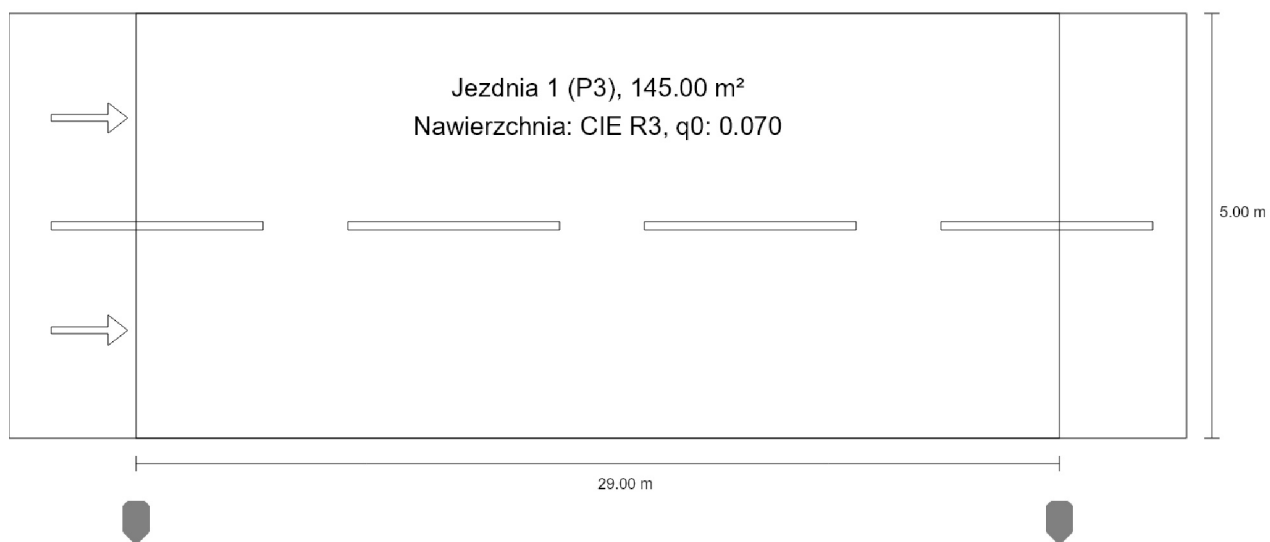 Jezdnia 1 (P3), 145.00 m²
Nawierzchnia: CIE R3, q0: 0.070
5.00 m
29.00 m